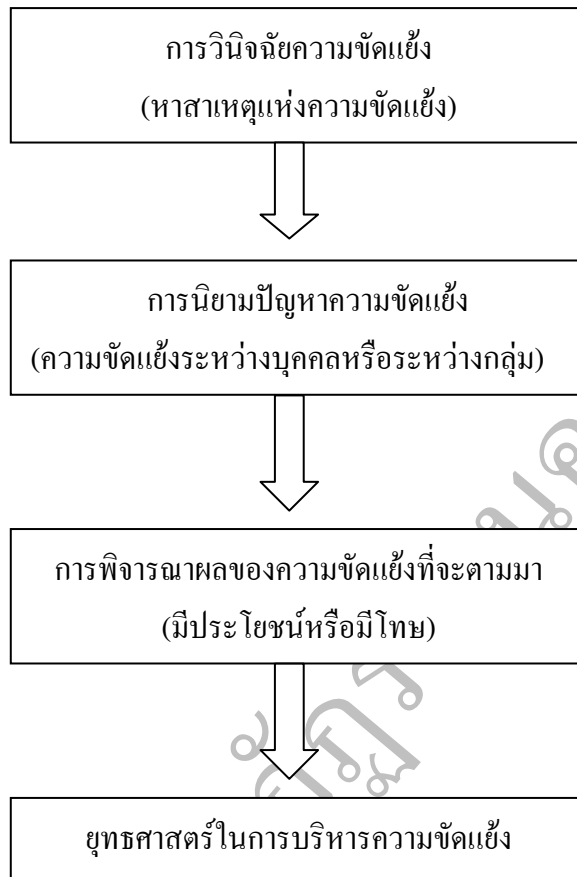 การวินิจฉัยความขัดแย้ง
(หาสาเหตุแห่งความขัดแย้ง)
การนิยามปัญหาความขัดแย้ง
(ความขัดแย้งระหว่างบุคคลหรือระหว่างกลุ่ม)
การพิจารณาผลของความขัดแย้งที่จะตามมา
(มีประโยชน์หรือมีโทษ)
ยุทธศาสตร์ในการบริหารความขัดแย้ง